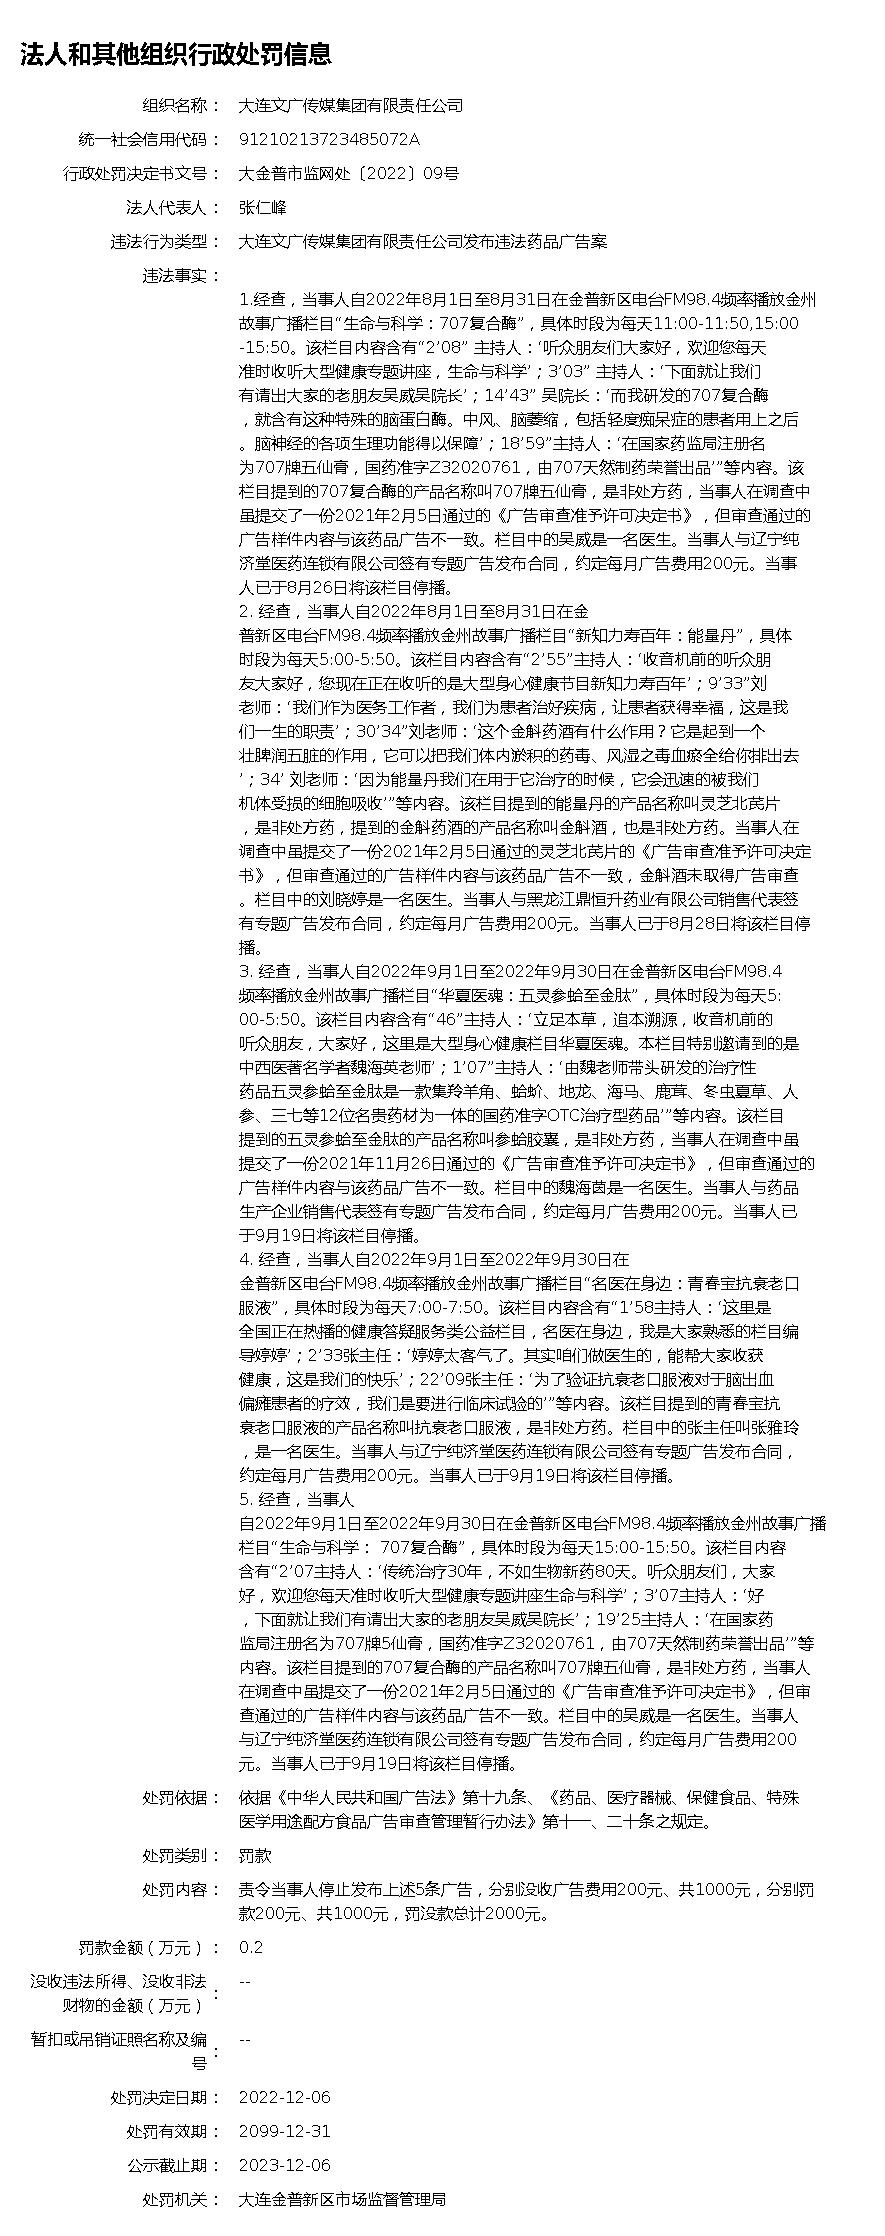 法人和其他组织行政处罚信息
组织名称： 大连文广传媒集团有限责任公司
统一社会信用代码： 91210213723485072A
行政处罚决定书文号： 大金普市监网处〔2022〕09号
法人代表人： 张仁峰
违法行为类型： 大连文广传媒集团有限责任公司发布违法药品广告案
违法事实：
1.经查，当事人自2022年8月1日至8月31日在金普新区电台FM98.4频率播放金州
故事广播栏目“生命与科学：707复合酶”，具体时段为每天11:00-11:50,15:00
-15:50。该栏目内容含有“2’08” 主持人：‘听众朋友们大家好，欢迎您每天
准时收听大型健康专题讲座，生命与科学’；3’03” 主持人：‘下面就让我们
有请出大家的老朋友吴威吴院长’；14’43” 吴院长：‘而我研发的707复合酶
，就含有这种特殊的脑蛋白酶。中风、脑萎缩，包括轻度痴呆症的患者用上之后
。脑神经的各项生理功能得以保障’；18’59”主持人：‘在国家药监局注册名
为707牌五仙膏，国药准字Z32020761，由707天然制药荣誉出品’”等内容。该
栏目提到的707复合酶的产品名称叫707牌五仙膏，是非处方药，当事人在调查中
虽提交了一份2021年2月5日通过的《广告审查准予许可决定书》，但审查通过的
广告样件内容与该药品广告不一致。栏目中的吴威是一名医生。当事人与辽宁纯
济堂医药连锁有限公司签有专题广告发布合同，约定每月广告费用200元。当事
人已于8月26日将该栏目停播。
2. 经查，当事人自2022年8月1日至8月31日在金
普新区电台FM98.4频率播放金州故事广播栏目“新知力寿百年：能量丹”，具体
时段为每天5:00-5:50。该栏目内容含有“2’55”主持人：‘收音机前的听众朋
友大家好，您现在正在收听的是大型身心健康节目新知力寿百年’；9’33”刘
老师：‘我们作为医务工作者，我们为患者治好疾病，让患者获得幸福，这是我
们一生的职责’；30’34”刘老师：‘这个金斛药酒有什么作用？它是起到一个
壮脾润五脏的作用，它可以把我们体内淤积的药毒、风湿之毒血瘀全给你排出去
’；34’ 刘老师：‘因为能量丹我们在用于它治疗的时候，它会迅速的被我们
机体受损的细胞吸收’”等内容。该栏目提到的能量丹的产品名称叫灵芝北芪片
，是非处方药，提到的金斛药酒的产品名称叫金斛酒，也是非处方药。当事人在
调查中虽提交了一份2021年2月5日通过的灵芝北芪片的《广告审查准予许可决定
书》，但审查通过的广告样件内容与该药品广告不一致，金斛酒未取得广告审查
。栏目中的刘晓婷是一名医生。当事人与黑龙江鼎恒升药业有限公司销售代表签
有专题广告发布合同，约定每月广告费用200元。当事人已于8月28日将该栏目停
播。
3. 经查，当事人自2022年9月1日至2022年9月30日在金普新区电台FM98.4
频率播放金州故事广播栏目“华夏医魂：五灵参蛤至金肽”，具体时段为每天5:
00-5:50。该栏目内容含有“46”主持人：‘立足本草，追本溯源，收音机前的
听众朋友，大家好，这里是大型身心健康栏目华夏医魂。本栏目特别邀请到的是
中西医著名学者魏海英老师’；1’07”主持人：‘由魏老师带头研发的治疗性
药品五灵参蛤至金肽是一款集羚羊角、蛤蚧、地龙、海马、鹿茸、冬虫夏草、人
参、三七等12位名贵药材为一体的国药准字OTC治疗型药品’”等内容。该栏目
提到的五灵参蛤至金肽的产品名称叫参蛤胶囊，是非处方药，当事人在调查中虽
提交了一份2021年11月26日通过的《广告审查准予许可决定书》，但审查通过的
广告样件内容与该药品广告不一致。栏目中的魏海茵是一名医生。当事人与药品
生产企业销售代表签有专题广告发布合同，约定每月广告费用200元。当事人已
于9月19日将该栏目停播。
4. 经查，当事人自2022年9月1日至2022年9月30日在
金普新区电台FM98.4频率播放金州故事广播栏目“名医在身边：青春宝抗衰老口
服液”，具体时段为每天7:00-7:50。该栏目内容含有“1’58主持人：‘这里是
全国正在热播的健康答疑服务类公益栏目，名医在身边，我是大家熟悉的栏目编
导婷婷’；2’33张主任：‘婷婷太客气了。其实咱们做医生的，能帮大家收获
健康，这是我们的快乐’；22’09张主任：‘为了验证抗衰老口服液对于脑出血
偏瘫患者的疗效，我们是要进行临床试验的’”等内容。该栏目提到的青春宝抗
衰老口服液的产品名称叫抗衰老口服液，是非处方药。栏目中的张主任叫张雅玲
，是一名医生。当事人与辽宁纯济堂医药连锁有限公司签有专题广告发布合同，
约定每月广告费用200元。当事人已于9月19日将该栏目停播。
5. 经查，当事人
自2022年9月1日至2022年9月30日在金普新区电台FM98.4频率播放金州故事广播
栏目“生命与科学： 707复合酶”，具体时段为每天15:00-15:50。该栏目内容
含有“2’07主持人：‘传统治疗30年，不如生物新药80天。听众朋友们，大家
好，欢迎您每天准时收听大型健康专题讲座生命与科学’；3’07主持人：‘好
，下面就让我们有请出大家的老朋友吴威吴院长’；19’25主持人：‘在国家药
监局注册名为707牌5仙膏，国药准字Z32020761，由707天然制药荣誉出品’”等
内容。该栏目提到的707复合酶的产品名称叫707牌五仙膏，是非处方药，当事人
在调查中虽提交了一份2021年2月5日通过的《广告审查准予许可决定书》，但审
查通过的广告样件内容与该药品广告不一致。栏目中的吴威是一名医生。当事人
与辽宁纯济堂医药连锁有限公司签有专题广告发布合同，约定每月广告费用200
元。当事人已于9月19日将该栏目停播。
处罚依据： 依据《中华人民共和国广告法》第十九条、《药品、医疗器械、保健食品、特殊
医学用途配方食品广告审查管理暂行办法》第十一、二十条之规定。
处罚类别： 罚款
处罚内容： 责令当事人停止发布上述5条广告，分别没收广告费用200元、共1000元，分别罚
款200元、共1000元，罚没款总计2000元。
罚款金额（万元）： 0.2
没收违法所得、没收非法
财物的金额（万元）： --
暂扣或吊销证照名称及编
号： --
处罚决定日期： 2022-12-06
处罚有效期： 2099-12-31
公示截止期： 2023-12-06
处罚机关： 大连金普新区市场监督管理局